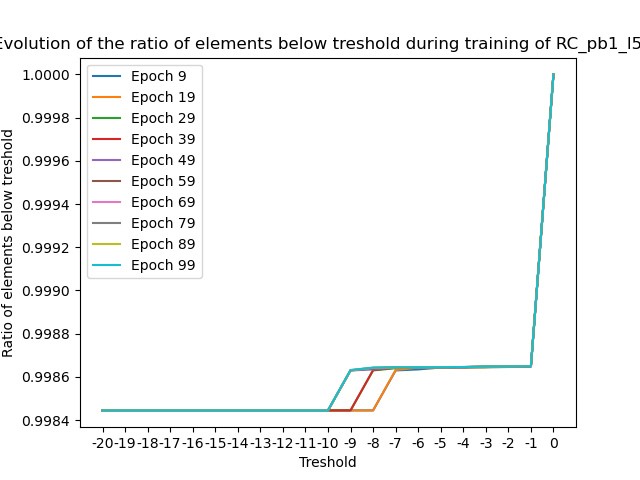 Evolution of the ratio of elements below treshold during training of RC_pb1_l5
1.0000
0.9998
0.9996
0.9994
0.9992
0.9990
0.9988
0.9986
0.9984
Ratio of elements below treshold
Epoch 9
Epoch 19
Epoch 29
Epoch 39
Epoch 49
Epoch 59
Epoch 69
Epoch 79
Epoch 89
Epoch 99
-20 -19 -18 -17 -16 -15 -14 -13 -12 -11 -10 -9 -8 -7 -6 -5 -4 -3 -2 -1 0
Treshold